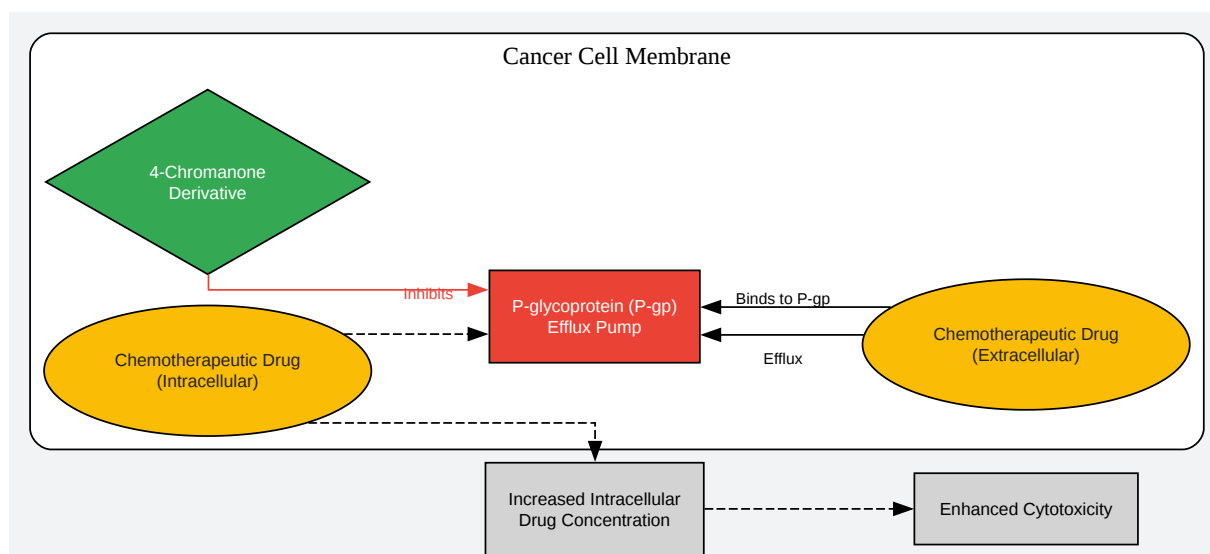 Cancer Cell Membrane
4-Chromanone
Derivative
Inhibits
P-glycoprotein (P-gp)
Efflux Pump
Binds to P-gp
Efflux
Chemotherapeutic Drug
(Extracellular)
Chemotherapeutic Drug
(Intracellular)
Increased Intracellular
Drug Concentration
Enhanced Cytotoxicity